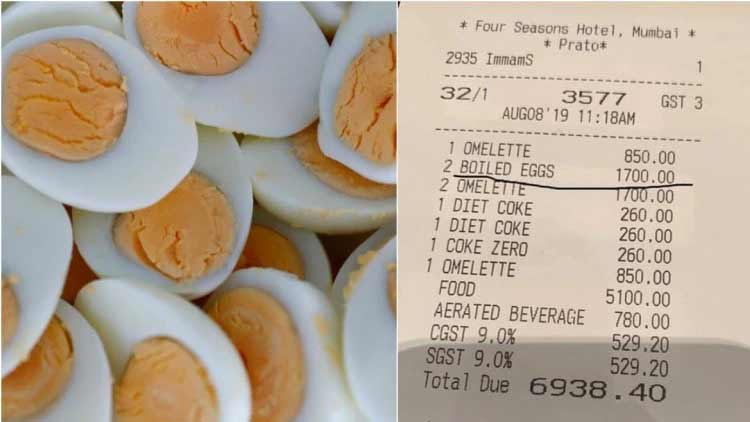 * Four Seasons Hotel, Mumbai *
* Prato*
2935 ImmamS 1
32/1 3577 GST 3
AUG08'19 11:18AM
1 OMELETTE 850.00
2 BOILED EGGS 1700.00
2 OMELETTE 1700.00
1 DIET COKE 260.00
1 DIET COKE 260.00
1 COKE ZERO 260.00
1 OMELETTE 850.00
FOOD 5100.00
AERATED BEVERAGE 780.00
CGST 9.0% 529.20
SGST 9.0% 529.20
Total Due 6938.40